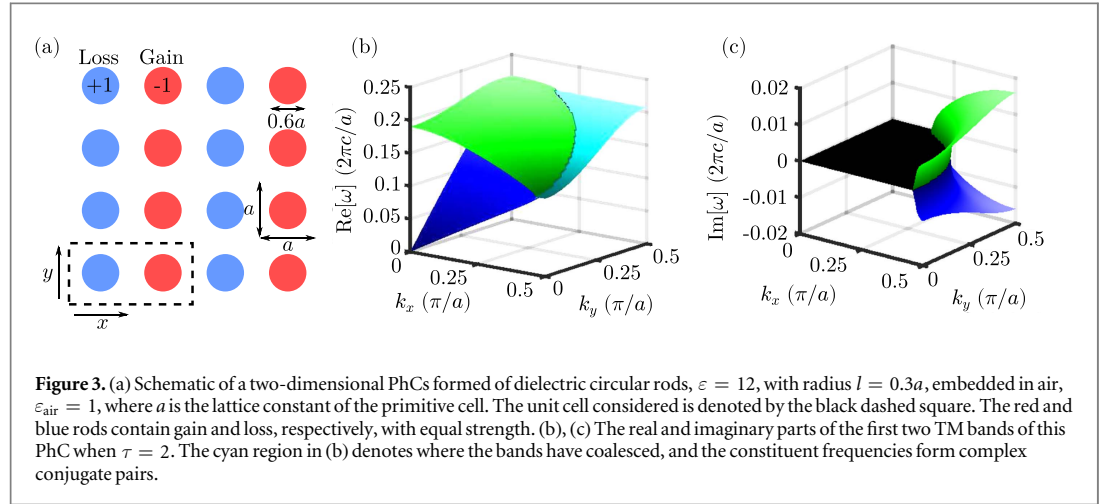 (a)
Loss Gain
+1 -1
0.6a
a
a
y
x
(b)
Re[ω] (2πc/a)
0.25
0.2
0.15
0.1
0.05
0
0
0.25
0.5
kx (π/a)
0
0.25
0.5
ky (π/a)
(c)
Im[ω] (2πc/a)
0.02
0.01
0
-0.01
-0.02
0
0.25
0.5
kx (π/a)
0
0.25
0.5
ky (π/a)
Figure 3. (a) Schematic of a two-dimensional PhCs formed of dielectric circular rods, ε = 12, with radius l = 0.3a, embedded in air,
εair = 1, where a is the lattice constant of the primitive cell. The unit cell considered is denoted by the black dashed square. The red and
blue rods contain gain and loss, respectively, with equal strength. (b), (c) The real and imaginary parts of the first two TM bands of this
PhC when τ = 2. The cyan region in (b) denotes where the bands have coalesced, and the constituent frequencies form complex
conjugate pairs.